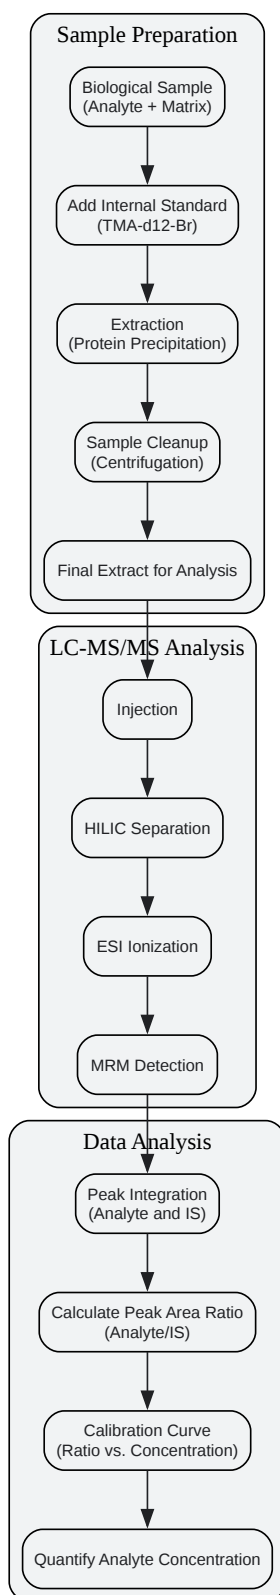 Sample Preparation
Biological Sample
(Analyte + Matrix)
Add Internal Standard
(TMA-d12-Br)
Extraction
(Protein Precipitation)
Sample Cleanup
(Centrifugation)
Final Extract for Analysis
LC-MS/MS Analysis
Injection
HILIC Separation
ESI Ionization
MRM Detection
Data Analysis
Peak Integration
(Analyte and IS)
Calculate Peak Area Ratio
(Analyte/IS)
Calibration Curve
(Ratio vs. Concentration)
Quantify Analyte Concentration